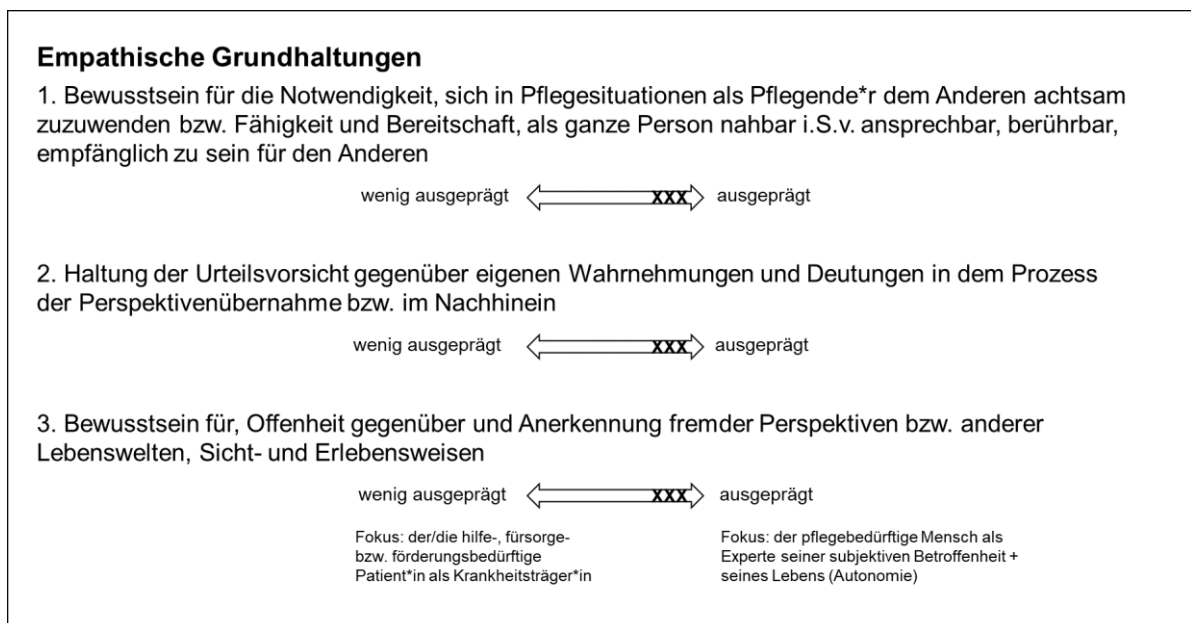 Empathische Grundhaltungen
1. Bewusstsein für die Notwendigkeit, sich in Pflegesituationen als Pflegende*r dem Anderen achtsam
zuzuwenden bzw. Fähigkeit und Bereitschaft, als ganze Person nahbar i.S.v. ansprechbar, berührbar,
empfänglich zu sein für den Anderen
wenig ausgeprägt XXX ausgeprägt
2. Haltung der Urteilsvorsicht gegenüber eigenen Wahrnehmungen und Deutungen in dem Prozess
der Perspektivenübernahme bzw. im Nachhinein
wenig ausgeprägt XXX ausgeprägt
3. Bewusstsein für, Offenheit gegenüber und Anerkennung fremder Perspektiven bzw. anderer
Lebenswelten, Sicht- und Erlebensweisen
wenig ausgeprägt XXX ausgeprägt
Fokus: der/die hilfe-, fürsorge-
bzw. förderungsbedürftige
Patient*in als Krankheitsträger*in
Fokus: der pflegebedürftige Mensch als
Experte seiner subjektiven Betroffenheit +
seines Lebens (Autonomie)